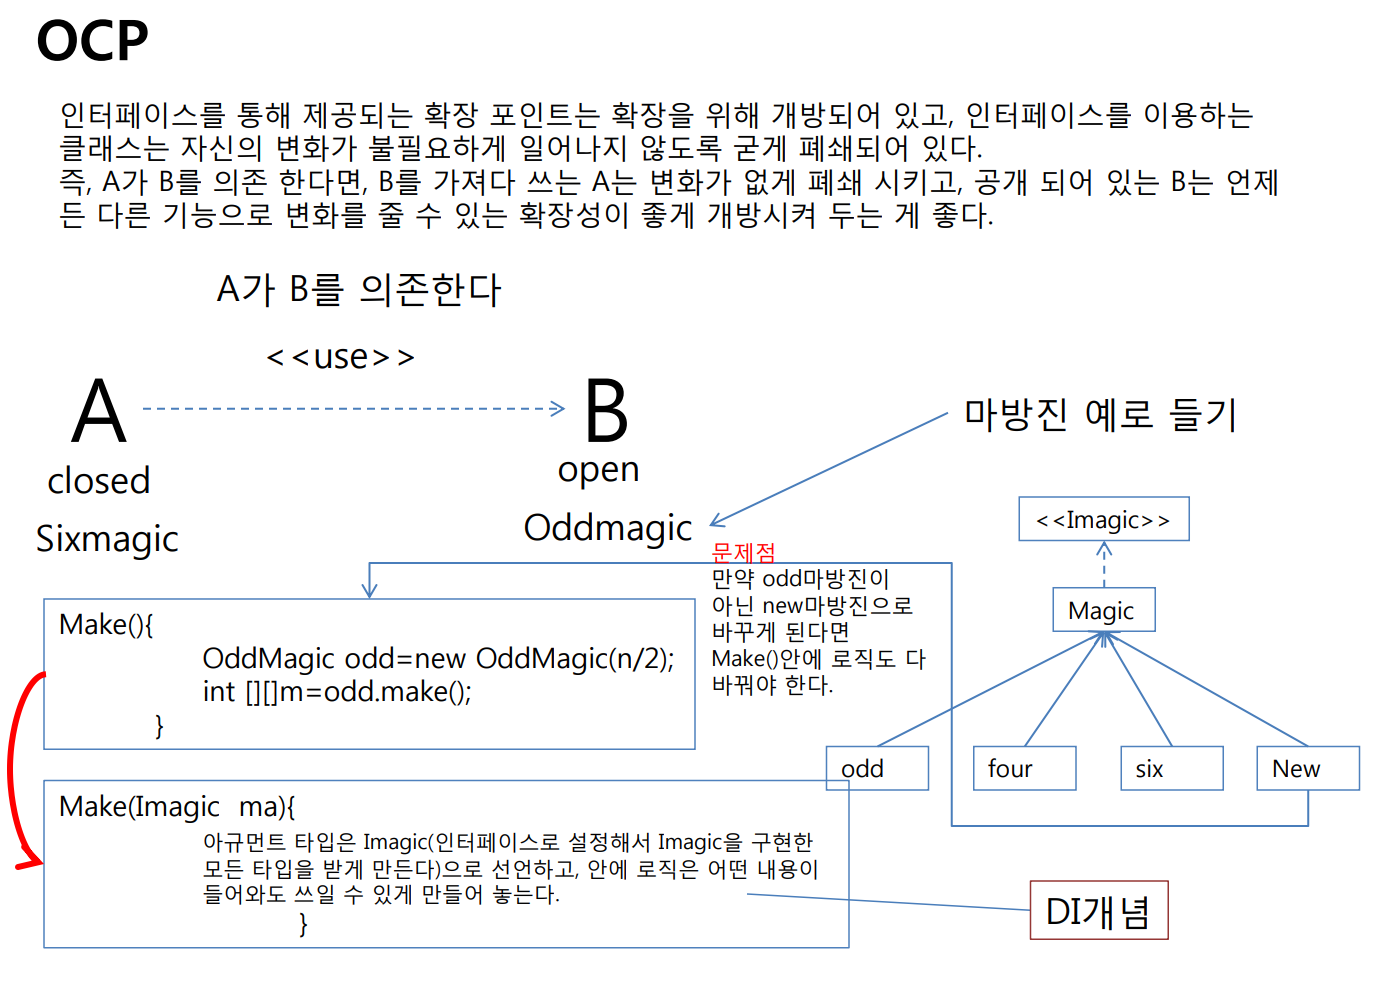 OCP
인터페이스를 통해 제공되는 확장 포인트는 확장을 위해 개방되어 있고, 인터페이스를 이용하는
클래스는 자신의 변화가 불필요하게 일어나지 않도록 굳게 폐쇄되어 있다.
즉, A가 B를 의존 한다면, B를 가져다 쓰는 A는 변화가 없게 폐쇄 시키고, 공개 되어 있는 B는 언제
든 다른 기능으로 변화를 줄 수 있는 확장성이 좋게 개방시켜 두는 게 좋다.
A가 B를 의존한다
<<use>>
A
B
마방진 예로 들기
closed
open
Sixmagic
Oddmagic
<<Imagic>>
문제점
만약 odd마방진이
아닌 new마방진으로
바꾸게 된다면
Make()안에 로직도 다
바꿔야 한다.
Magic
Make(){
OddMagic odd=new OddMagic(n/2);
int [][]m=odd.make();
}
odd
four
six
New
Make(Imagic  ma){
아규먼트 타입은 Imagic(인터페이스로 설정해서 Imagic을 구현한
모든 타입을 받게 만든다)으로 선언하고, 안에 로직은 어떤 내용이
들어와도 쓰일 수 있게 만들어 놓는다.
}
DI개념